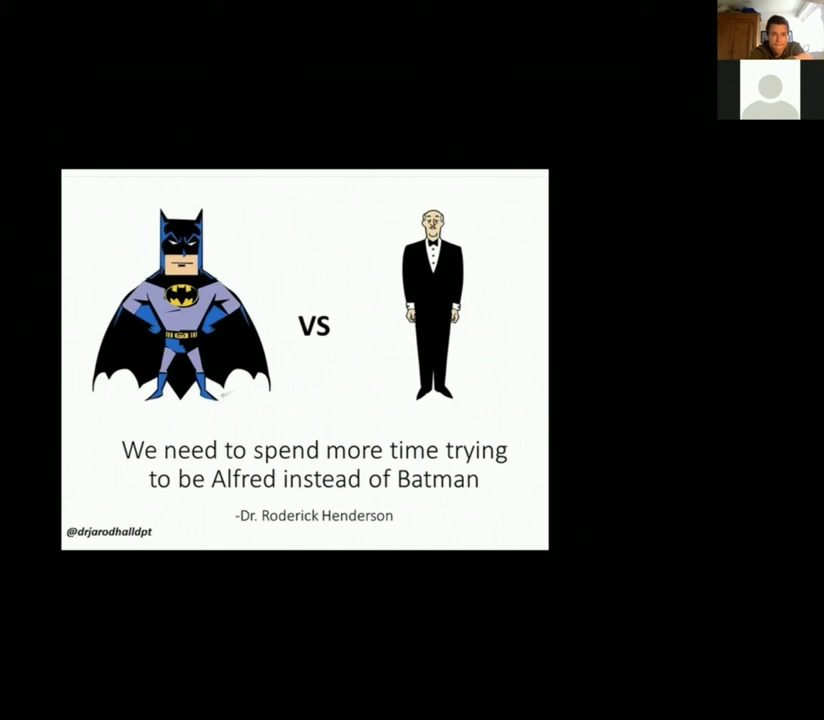 VS
We need to spend more time trying
to be Alfred instead of Batman
-Dr. Roderick Henderson
@drjarodhalldpt